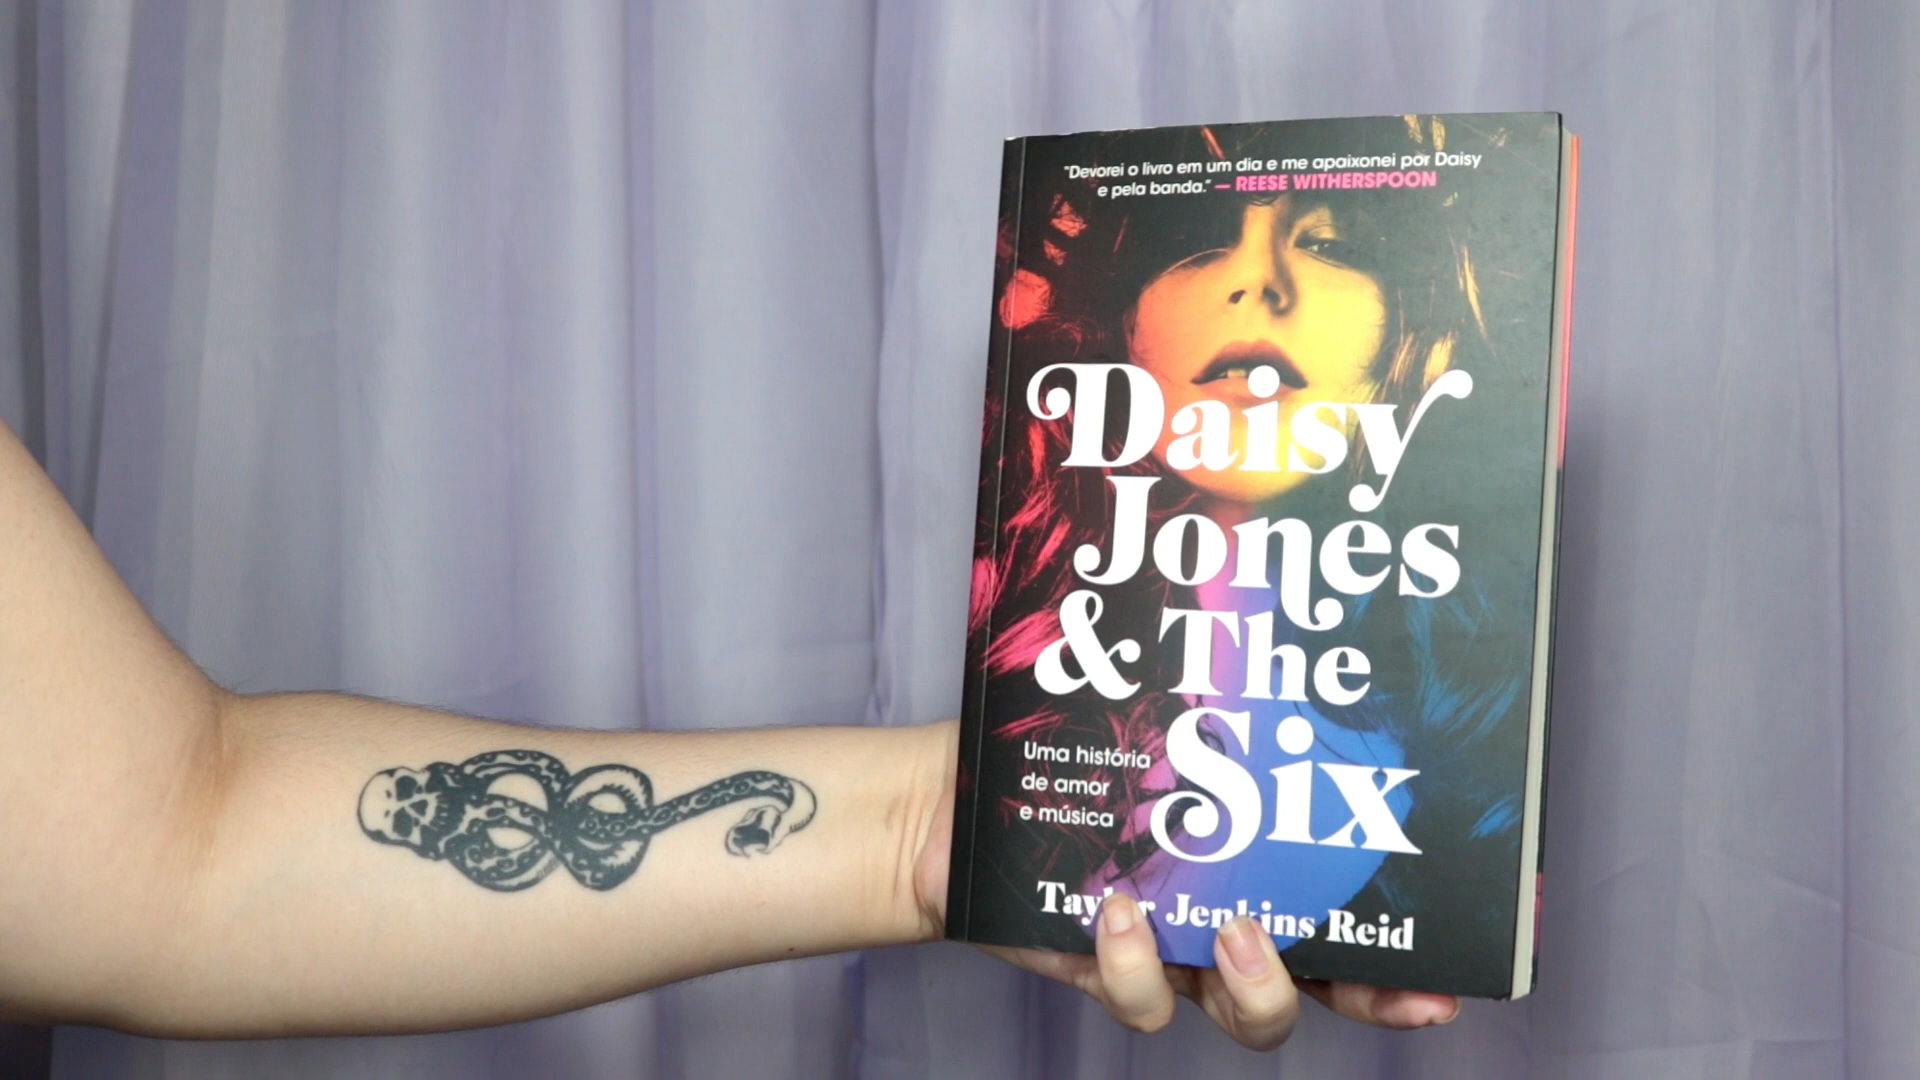 "Devorei o livro em um dia e me apaixonei por Daisy
e pela banda." — REESE WITHERSPOON
Daisy
Jones
& The
Six
Uma história
de amor
e música
Taylor Jenkins Reid